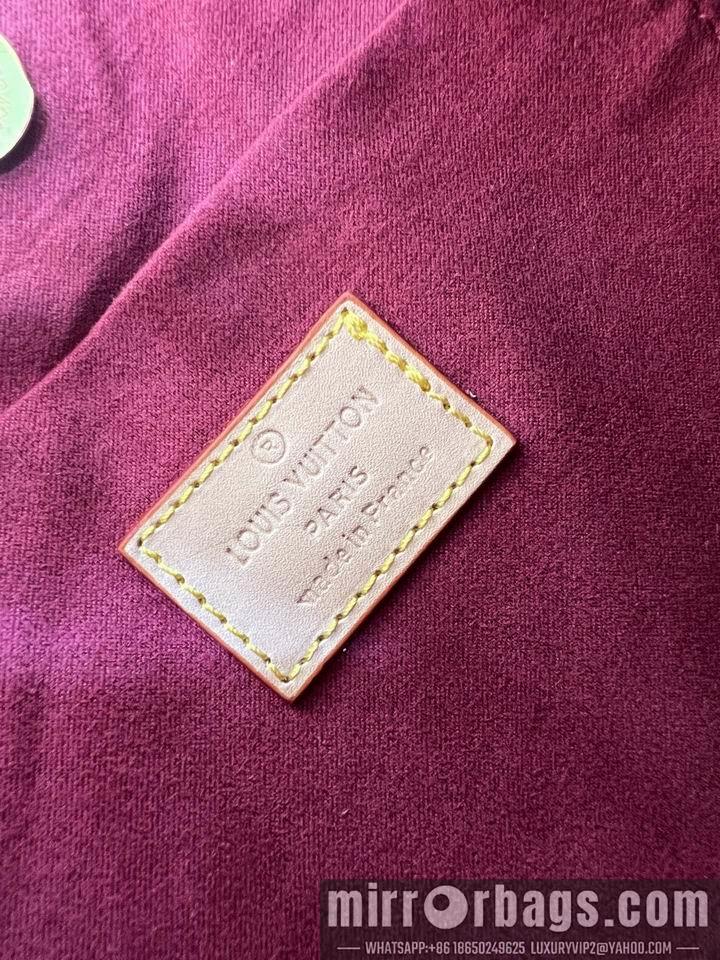 ®
LOUIS VUITTON
PARIS
made in France
mirrorbags.com
WHATSAPP:+86 18650249625 LUXURYVIP2@YAHOO.COM